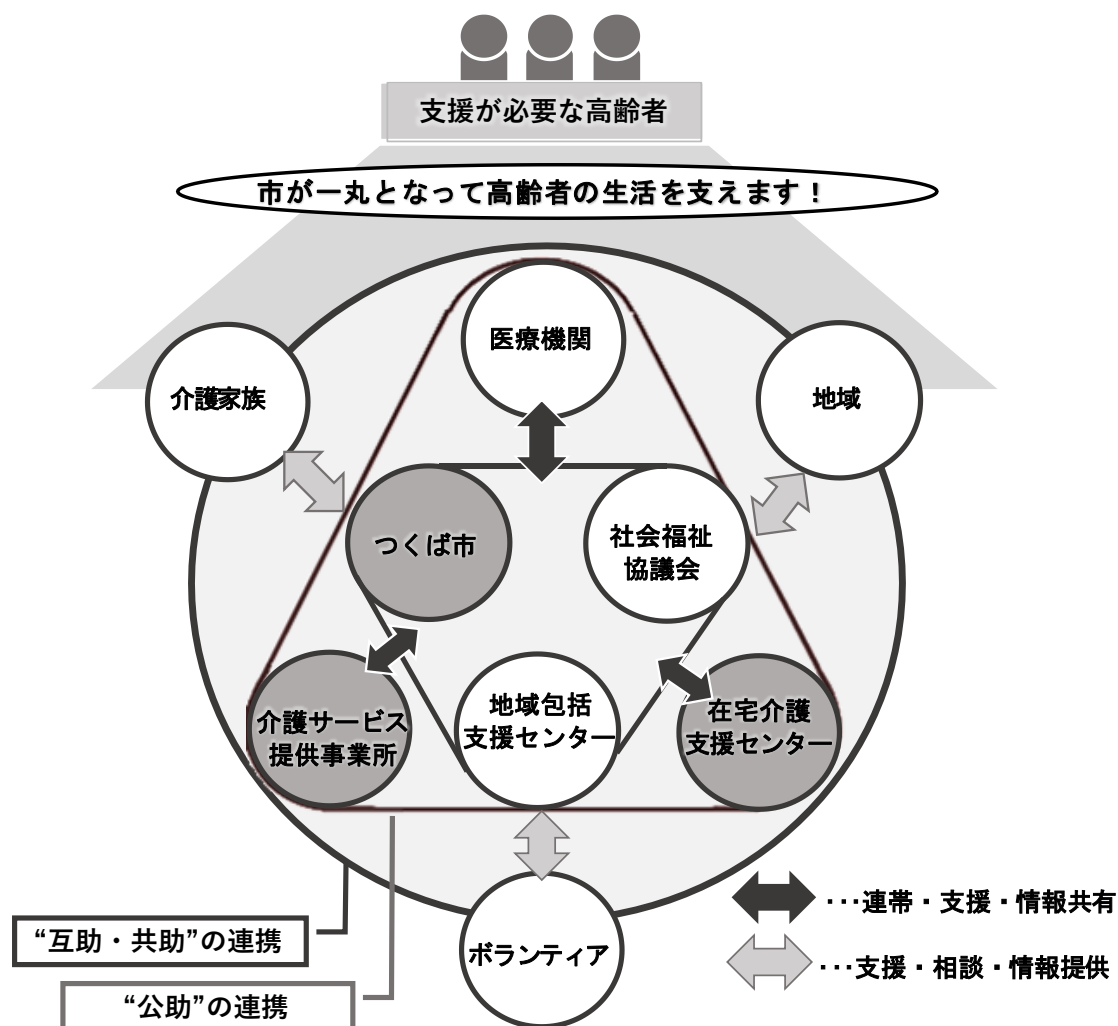 支援が必要な高齢者
市が一丸となって高齢者の生活を支えます！
医療機関
介護家族
地域
つくば市
社会福祉
協議会
介護サービス
提供事業所
地域包括
支援センター
在宅介護
支援センター
ボランティア
･･･連帯・支援・情報共有
･･･支援・相談・情報提供
“互助・共助”の連携
“公助”の連携